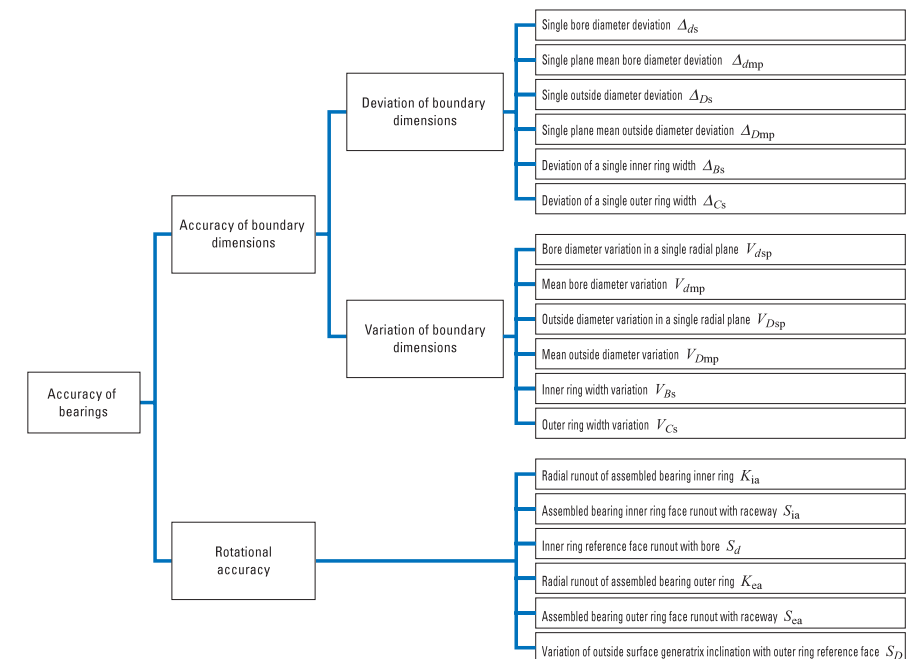 Accuracy of
bearings
Accuracy of boundary
dimensions
Deviation of boundary
dimensions
Single bore diameter deviation Δds
Single plane mean bore diameter deviation Δdmp
Single outside diameter deviation ΔDs
Single plane mean outside diameter deviation ΔDmp
Deviation of a single inner ring width ΔBs
Deviation of a single outer ring width ΔCs
Variation of boundary
dimensions
Bore diameter variation in a single radial plane Vdsp
Mean bore diameter variation Vdmp
Outside diameter variation in a single radial plane VDsp
Mean outside diameter variation VDmp
Inner ring width variation VBs
Outer ring width variation VCs
Rotational
accuracy
Radial runout of assembled bearing inner ring Kia
Assembled bearing inner ring face runout with raceway Sia
Inner ring reference face runout with bore Sd
Radial runout of assembled bearing outer ring Kea
Assembled bearing outer ring face runout with raceway Sea
Variation of outside surface generatrix inclination with outer ring reference face SD